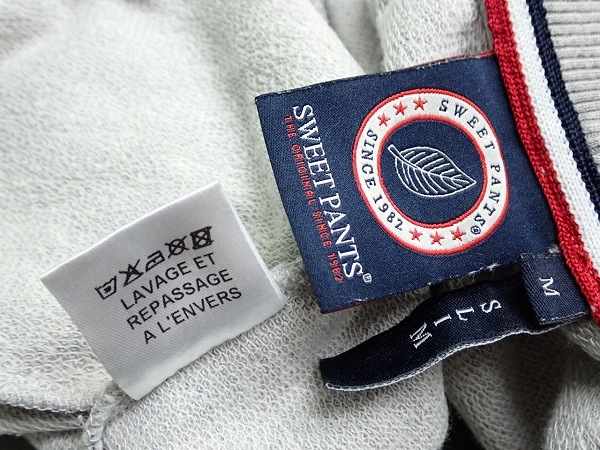 LAVAGE ET
REPASSAGE
A L'ENVERS
SWEET PANTS®
THE ORIGINAL SINCE 1982
SWEET PANTS®
SINCE 1982
SLIM
M